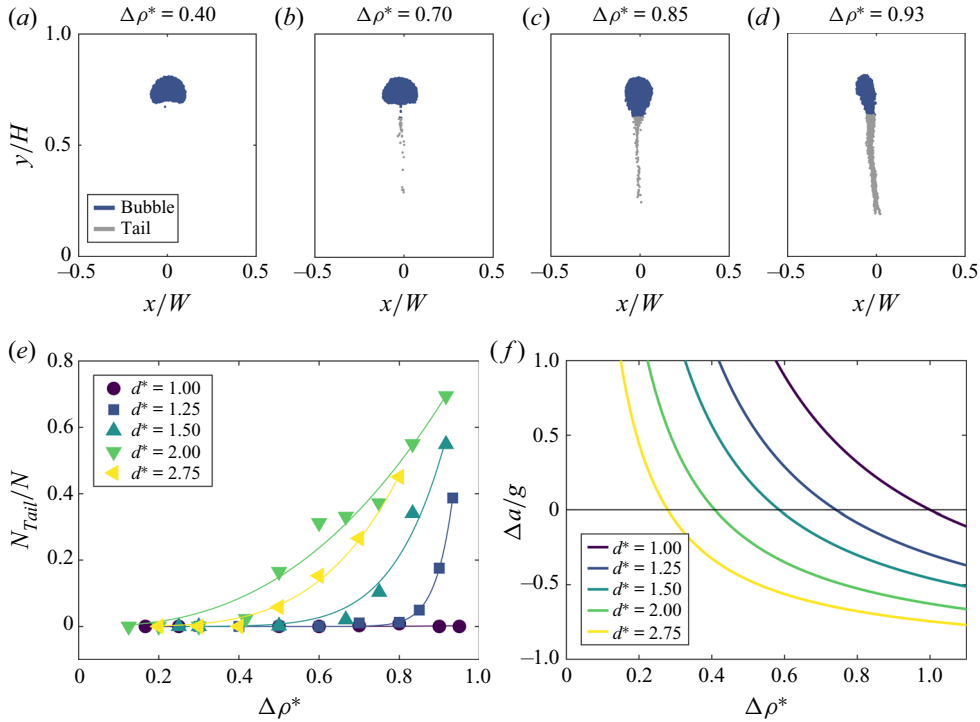 (a) Δρ* = 0.40
(b) Δρ* = 0.70
(c) Δρ* = 0.85
(d) Δρ* = 0.93
1.0
0.5
0
y/H
Bubble
Tail
−0.5 0 0.5
x/W
−0.5 0 0.5
x/W
−0.5 0 0.5
x/W
−0.5 0 0.5
x/W
(e)
0.8
0.6
0.4
0.2
0
N_Tail/N
d* = 1.00
d* = 1.25
d* = 1.50
d* = 2.00
d* = 2.75
0 0.2 0.4 0.6 0.8 1.0
Δρ*
(f)
1.0
0.5
0
−0.5
−1.0
Δa/g
d* = 1.00
d* = 1.25
d* = 1.50
d* = 2.00
d* = 2.75
0 0.2 0.4 0.6 0.8 1.0
Δρ*